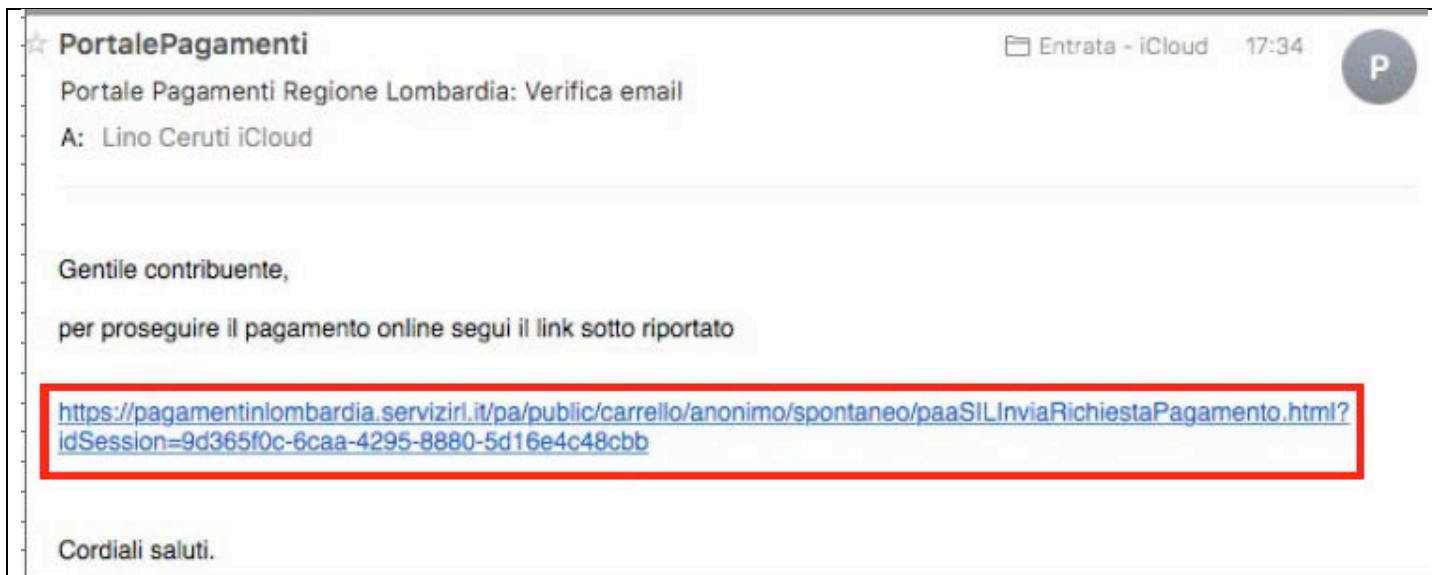 PortalePagamenti
Entrata - iCloud 17:34
P
Portale Pagamenti Regione Lombardia: Verifica email
A: Lino Ceruti iCloud
Gentile contribuente,
per proseguire il pagamento online segui il link sotto riportato
https://pagamentinlombardia.servizirl.it/pa/public/carrello/anonimo/spontaneo/paaSILInviaRichiestaPagamento.html?
idSession=9d365f0c-6caa-4295-8880-5d16e4c48cbb
Cordiali saluti.